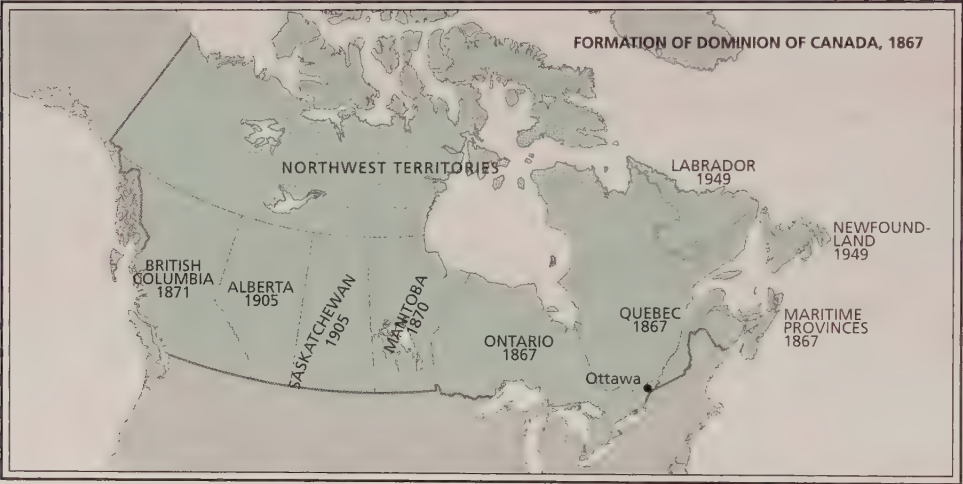 FORMATION OF DOMINION OF CANADA, 1867
NORTHWEST TERRITORIES
LABRADOR
1949
NEWFOUND-
LAND
1949
BRITISH
COLUMBIA
1871
ALBERTA
1905
SASKATCHEWAN
1905
MANITOBA
1870
ONTARIO
1867
QUEBEC
1867
MARITIME
PROVINCES
1867
Ottawa